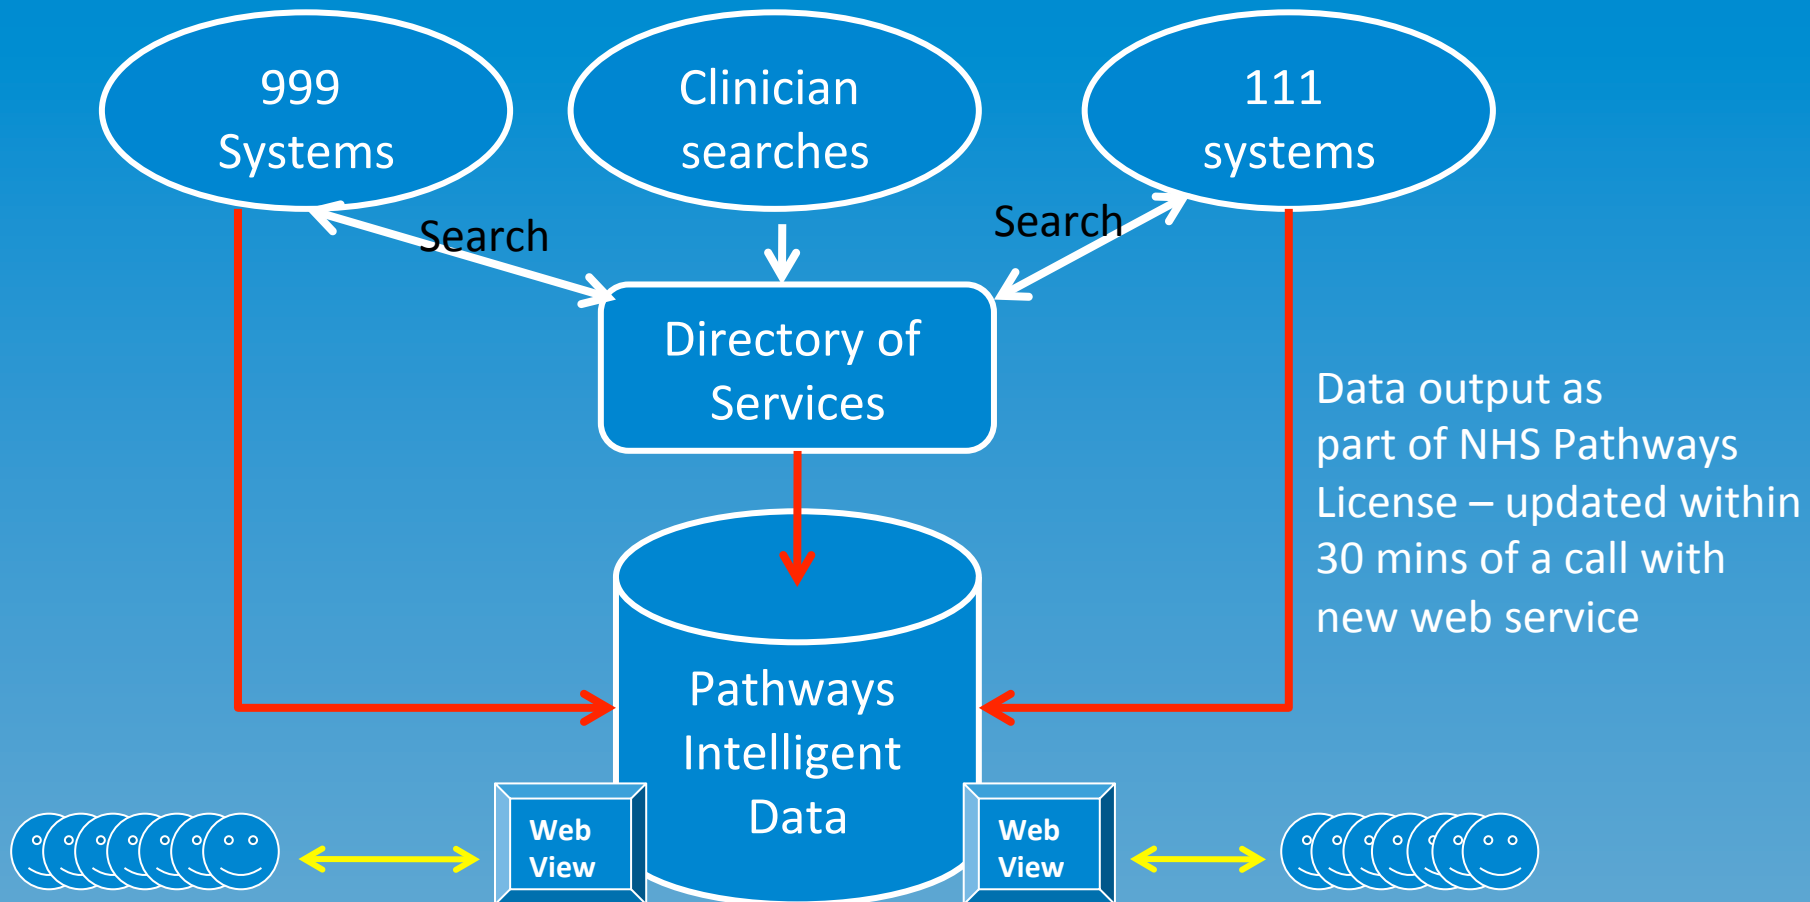 999
Systems
Clinician
searches
111
systems
Search
Search
Directory of
Services
Data output as
part of NHS Pathways
License – updated within
30 mins of a call with
new web service
Pathways
Intelligent
Data
Web
View
Web
View